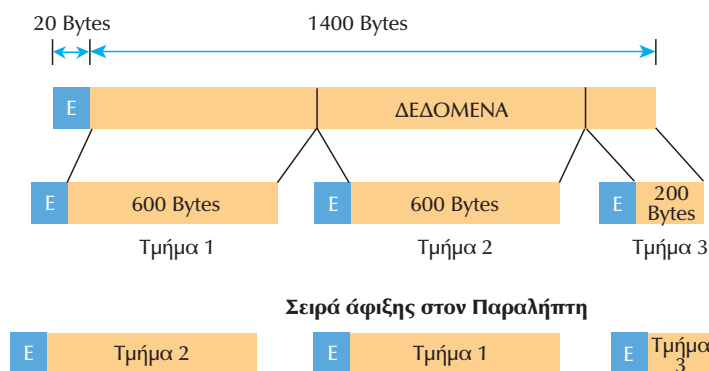 20 Bytes 1400 Bytes
E ΔΕΔΟΜΕΝΑ
E 600 Bytes E 600 Bytes E 200
Bytes
Τμήμα 1 Τμήμα 2 Τμήμα 3
Σειρά άφιξης στον Παραλήπτη
E Τμήμα 2 E Τμήμα 1 E Τμήμα
3